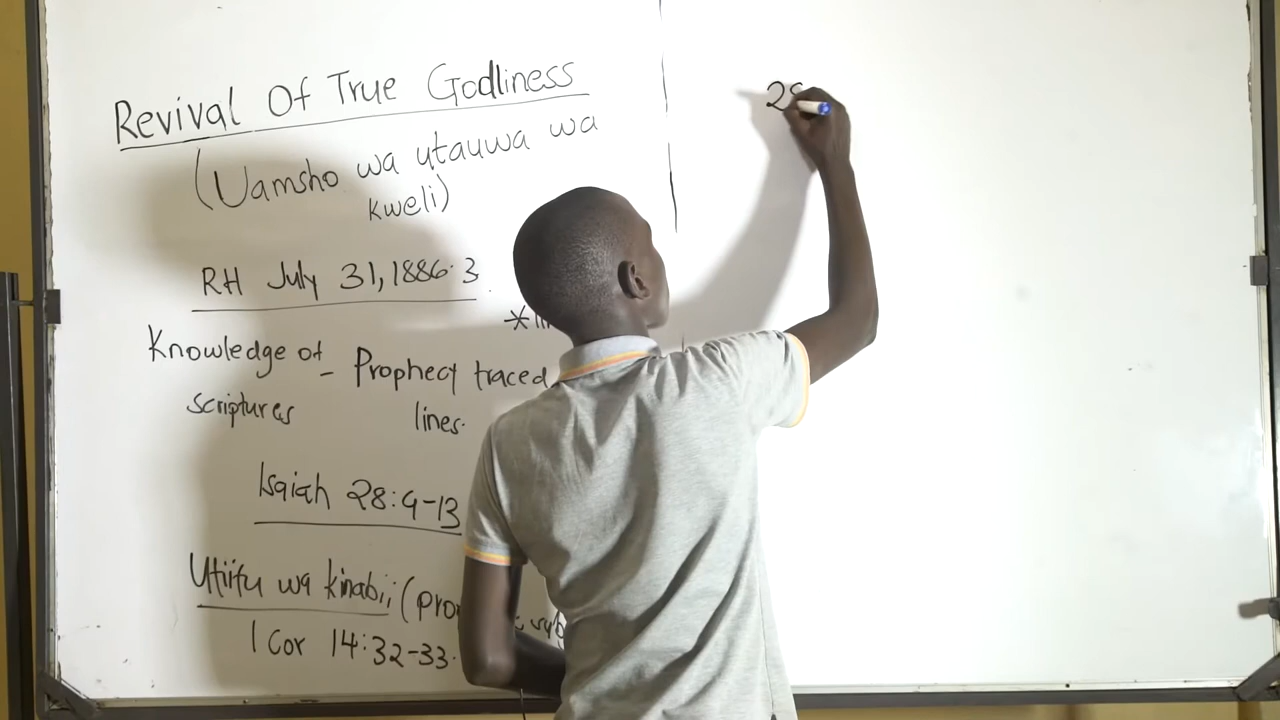 Revival Of True Godliness
(Uamsho wa utauwa wa
kweli)
RH July 31, 1886.3
Knowledge of - Prophecy traced
scriptures lines.
Isaiah 28:9-13
Utiifu wa kinabii (
1 Cor 14:32-33.